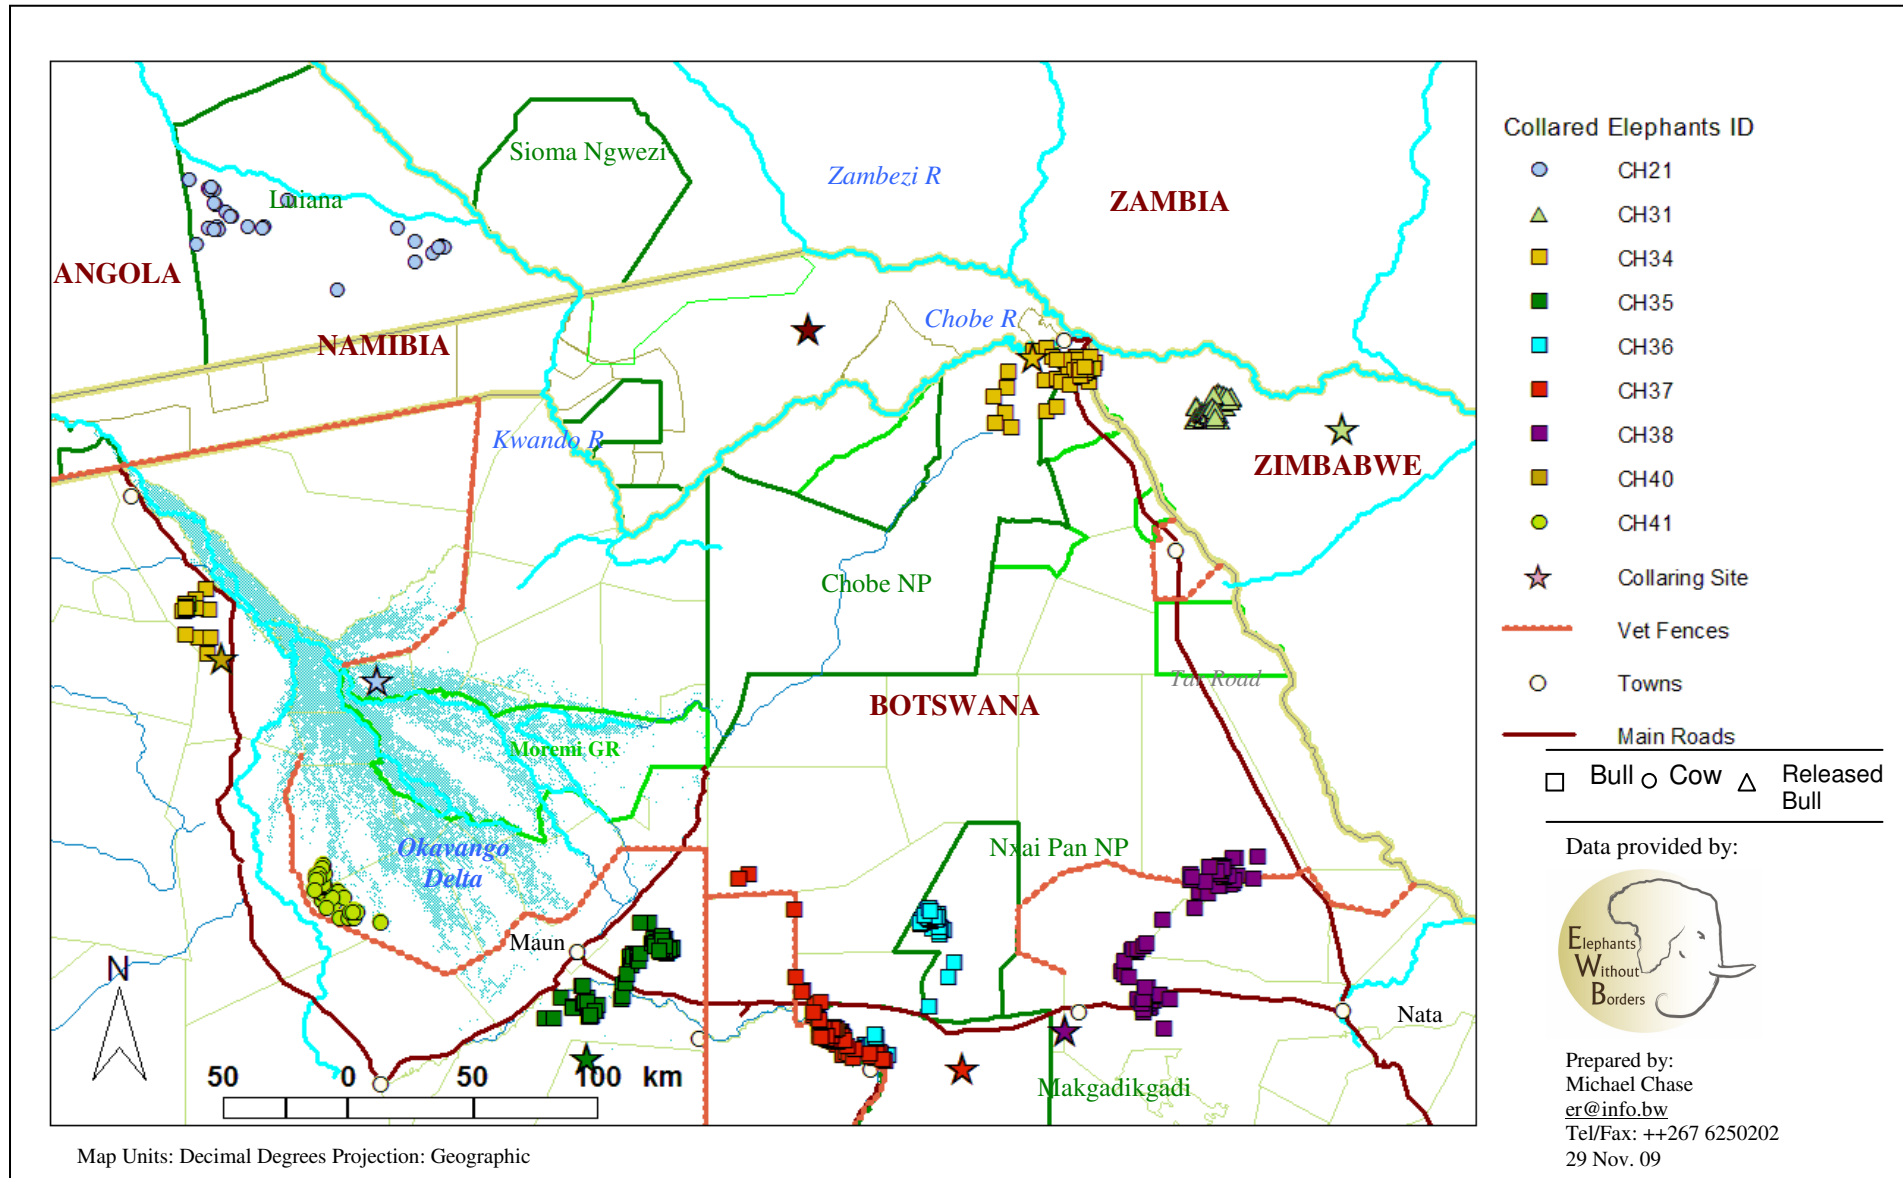 Sioma Ngwezi
Zambezi R
ZAMBIA
Luiana
ANGOLA
NAMIBIA
Chobe R
Kwando R
ZIMBABWE
Chobe NP
Tar Road
BOTSWANA
Moremi GR
Okavango
Delta
Nxai Pan NP
Maun
N
Nata
50 0 50 100 km
Makgadikgadi
Map Units: Decimal Degrees Projection: Geographic
Collared Elephants ID
CH21
CH31
CH34
CH35
CH36
CH37
CH38
CH40
CH41
Collaring Site
Vet Fences
Towns
Main Roads
Bull Cow Released
Bull
Data provided by:
Elephants
Without
Borders
Prepared by:
Michael Chase
er@info.bw
Tel/Fax: ++267 6250202
29 Nov. 09